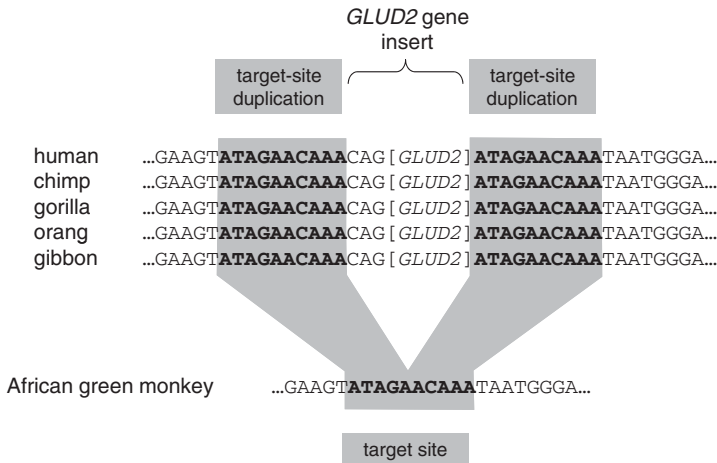 GLUD2 gene
insert
target-site
duplication
target-site
duplication
human ...GAAGTATAGAACAAACAG[GLUD2]ATAGAACAAATAATGGGA...
chimp ...GAAGTATAGAACAAACAG[GLUD2]ATAGAACAAATAATGGGA...
gorilla ...GAAGTATAGAACAAACAG[GLUD2]ATAGAACAAATAATGGGA...
orang ...GAAGTATAGAACAAACAG[GLUD2]ATAGAACAAATAATGGGA...
gibbon ...GAAGTATAGAACAAACAG[GLUD2]ATAGAACAAATAATGGGA...
African green monkey ...GAAGTATAGAACAAATAATGGGA...
target site